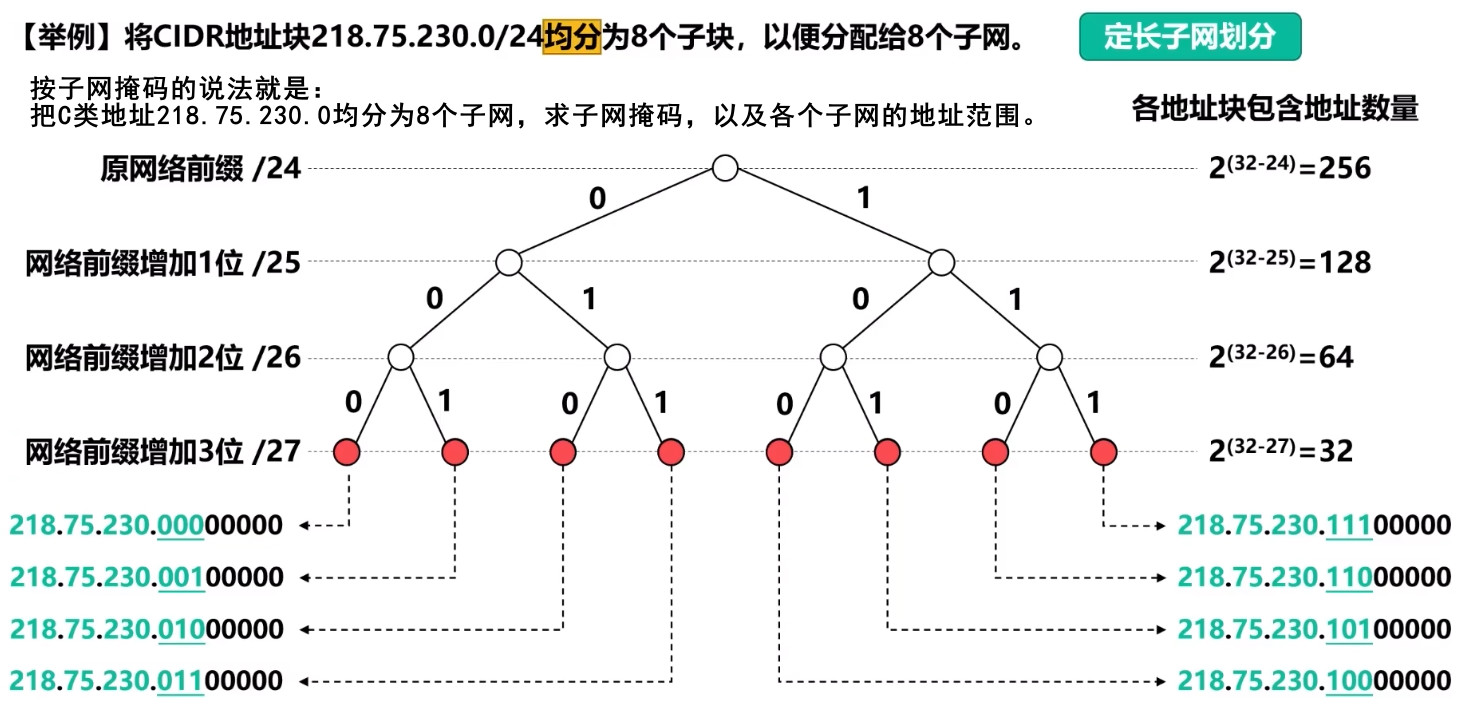 【举例】将CIDR地址块218.75.230.0/24均分为8个子块，以便分配给8个子网。
定长子网划分
按子网掩码的说法就是：
把C类地址218.75.230.0均分为8个子网，求子网掩码，以及各个子网的地址范围。
各地址块包含地址数量
原网络前缀 /24
2(32-24)=256
0
1
网络前缀增加1位 /25
2(32-25)=128
0
1
0
1
网络前缀增加2位 /26
2(32-26)=64
0
1
0
1
0
1
0
1
网络前缀增加3位 /27
2(32-27)=32
218.75.230.00000000
218.75.230.11100000
218.75.230.00100000
218.75.230.11000000
218.75.230.01000000
218.75.230.10100000
218.75.230.01100000
218.75.230.10000000